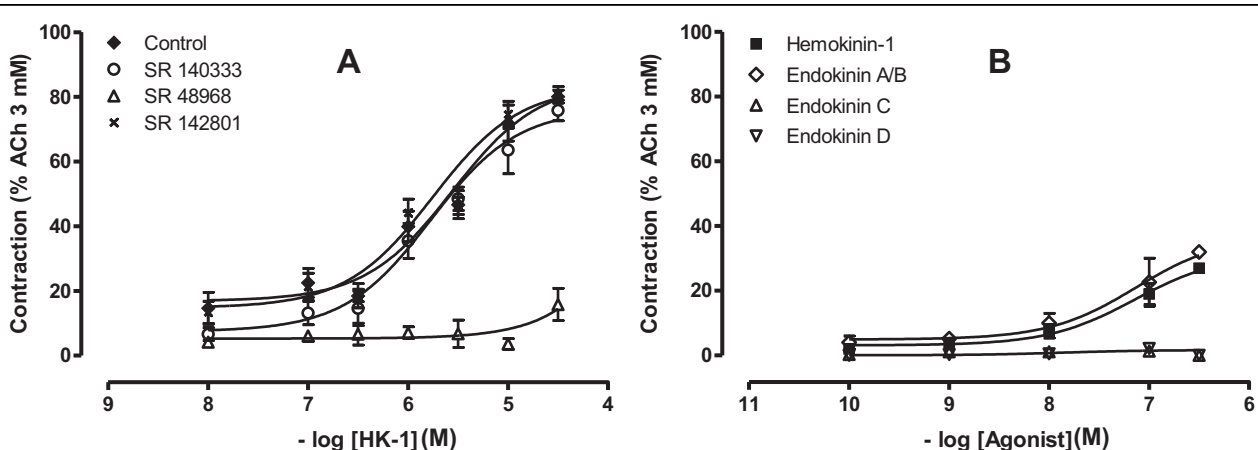 A
Contraction (% ACh 3 mM)
100
80
60
40
20
0
Control
SR 140333
SR 48968
SR 142801
9 8 7 6 5 4
- log [HK-1] (M)
B
Contraction (% ACh 3 mM)
100
80
60
40
20
0
Hemokinin-1
Endokinin A/B
Endokinin C
Endokinin D
11 10 9 8 7 6
- log [Agonist] (M)